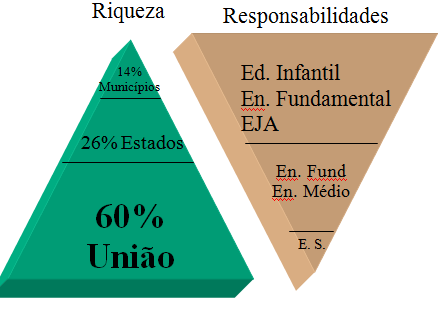 Riqueza
14%
Municípios
26% Estados
60%
União
Responsabilidades
Ed. Infantil
En. Fundamental
EJA
En. Fund
En. Médio
E. S.